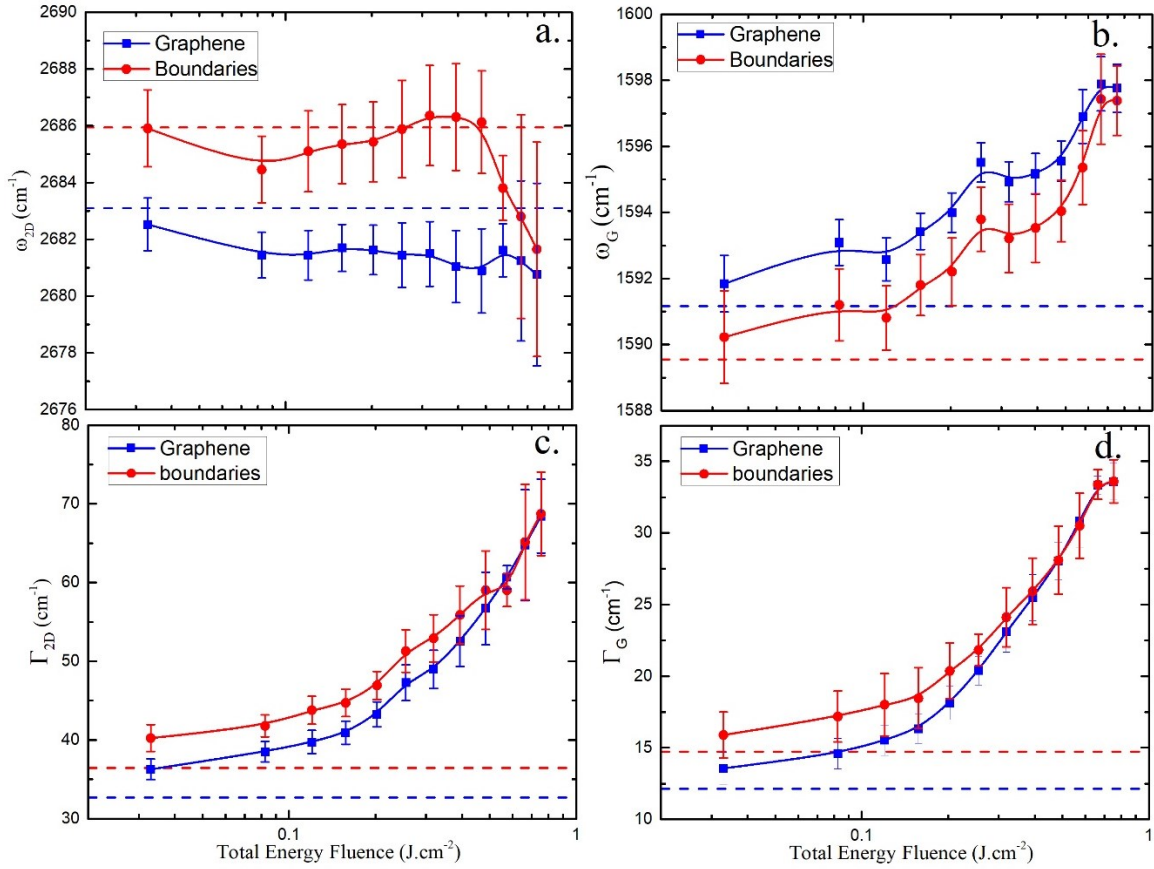 2690
2688
2686
2684
2682
2680
2678
2676
ω2D (cm-1)
Graphene
Boundaries
a.
1600
1598
1596
1594
1592
1590
1588
ωG (cm-1)
Graphene
Boundaries
b.
80
70
60
50
40
30
Γ2D (cm-1)
Graphene
boundaries
c.
0.1
1
Total Energy Fluence (J.cm-2)
35
30
25
20
15
10
ΓG (cm-1)
Graphene
boundaries
d.
0.1
1
Total Energy Fluence (J.cm-2)